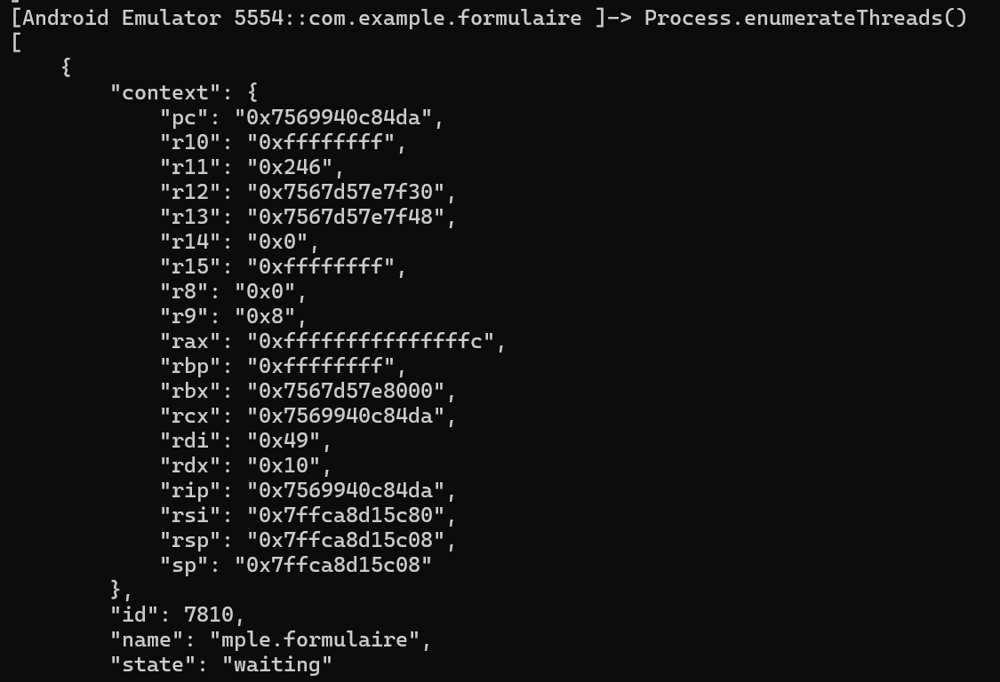 [Android Emulator 5554::com.example.formulaire ]-> Process.enumerateThreads()
[
    {
        "context": {
            "pc": "0x7569940c84da",
            "r10": "0xffffffff",
            "r11": "0x246",
            "r12": "0x7567d57e7f30",
            "r13": "0x7567d57e7f48",
            "r14": "0x0",
            "r15": "0xffffffff",
            "r8": "0x0",
            "r9": "0x8",
            "rax": "0xfffffffffffffffc",
            "rbp": "0xffffffff",
            "rbx": "0x7567d57e8000",
            "rcx": "0x7569940c84da",
            "rdi": "0x49",
            "rdx": "0x10",
            "rip": "0x7569940c84da",
            "rsi": "0x7ffca8d15c80",
            "rsp": "0x7ffca8d15c08",
            "sp": "0x7ffca8d15c08"
        },
        "id": 7810,
        "name": "mple.formulaire",
        "state": "waiting"